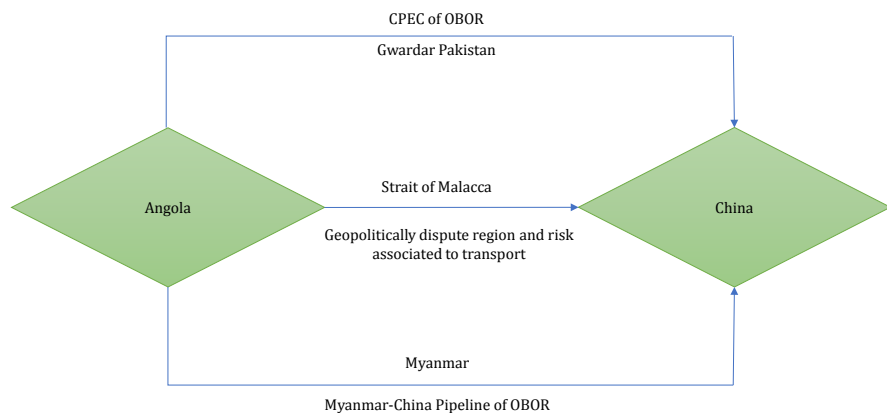 CPEC of OBOR
Gwardar Pakistan
Angola
Strait of Malacca
China
Geopolitically dispute region and risk
associated to transport
Myanmar
Myanmar-China Pipeline of OBOR